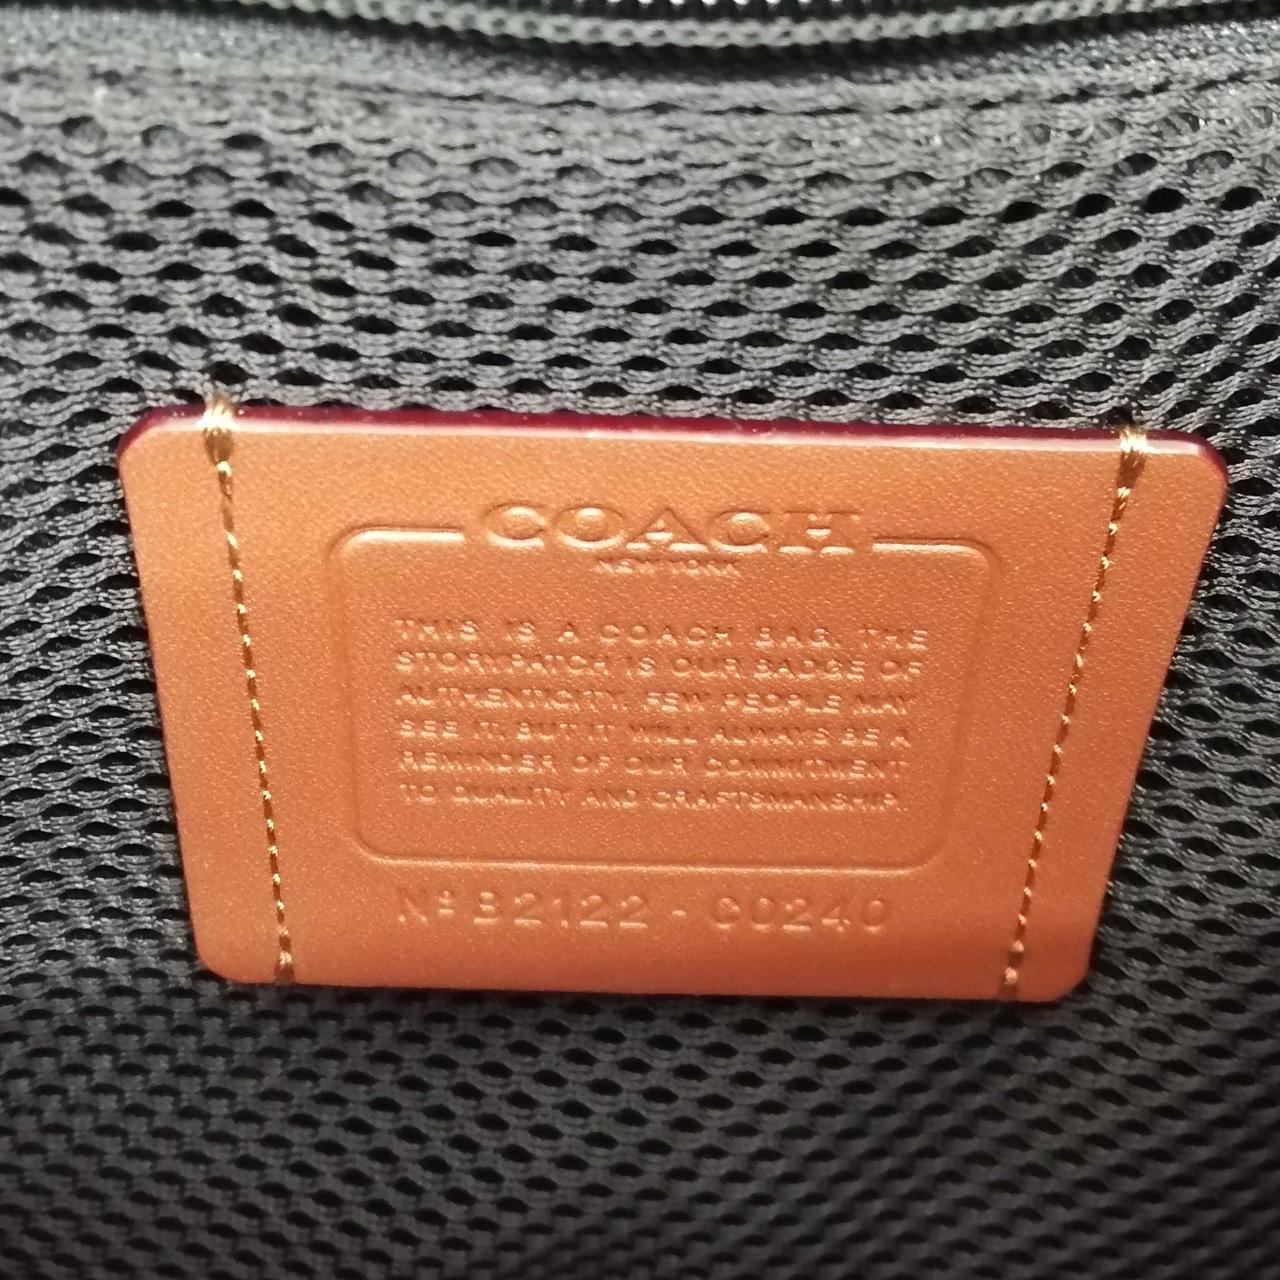 COACH
NEW YORK
THIS IS A COACH BAG. THE
STORYPATCH IS OUR BADGE OF
AUTHENTICITY. FEW PEOPLE MAY
SEE IT, BUT IT WILL ALWAYS BE A
REMINDER OF OUR COMMITMENT
TO QUALITY AND CRAFTSMANSHIP.
Nº B2122 - C0240